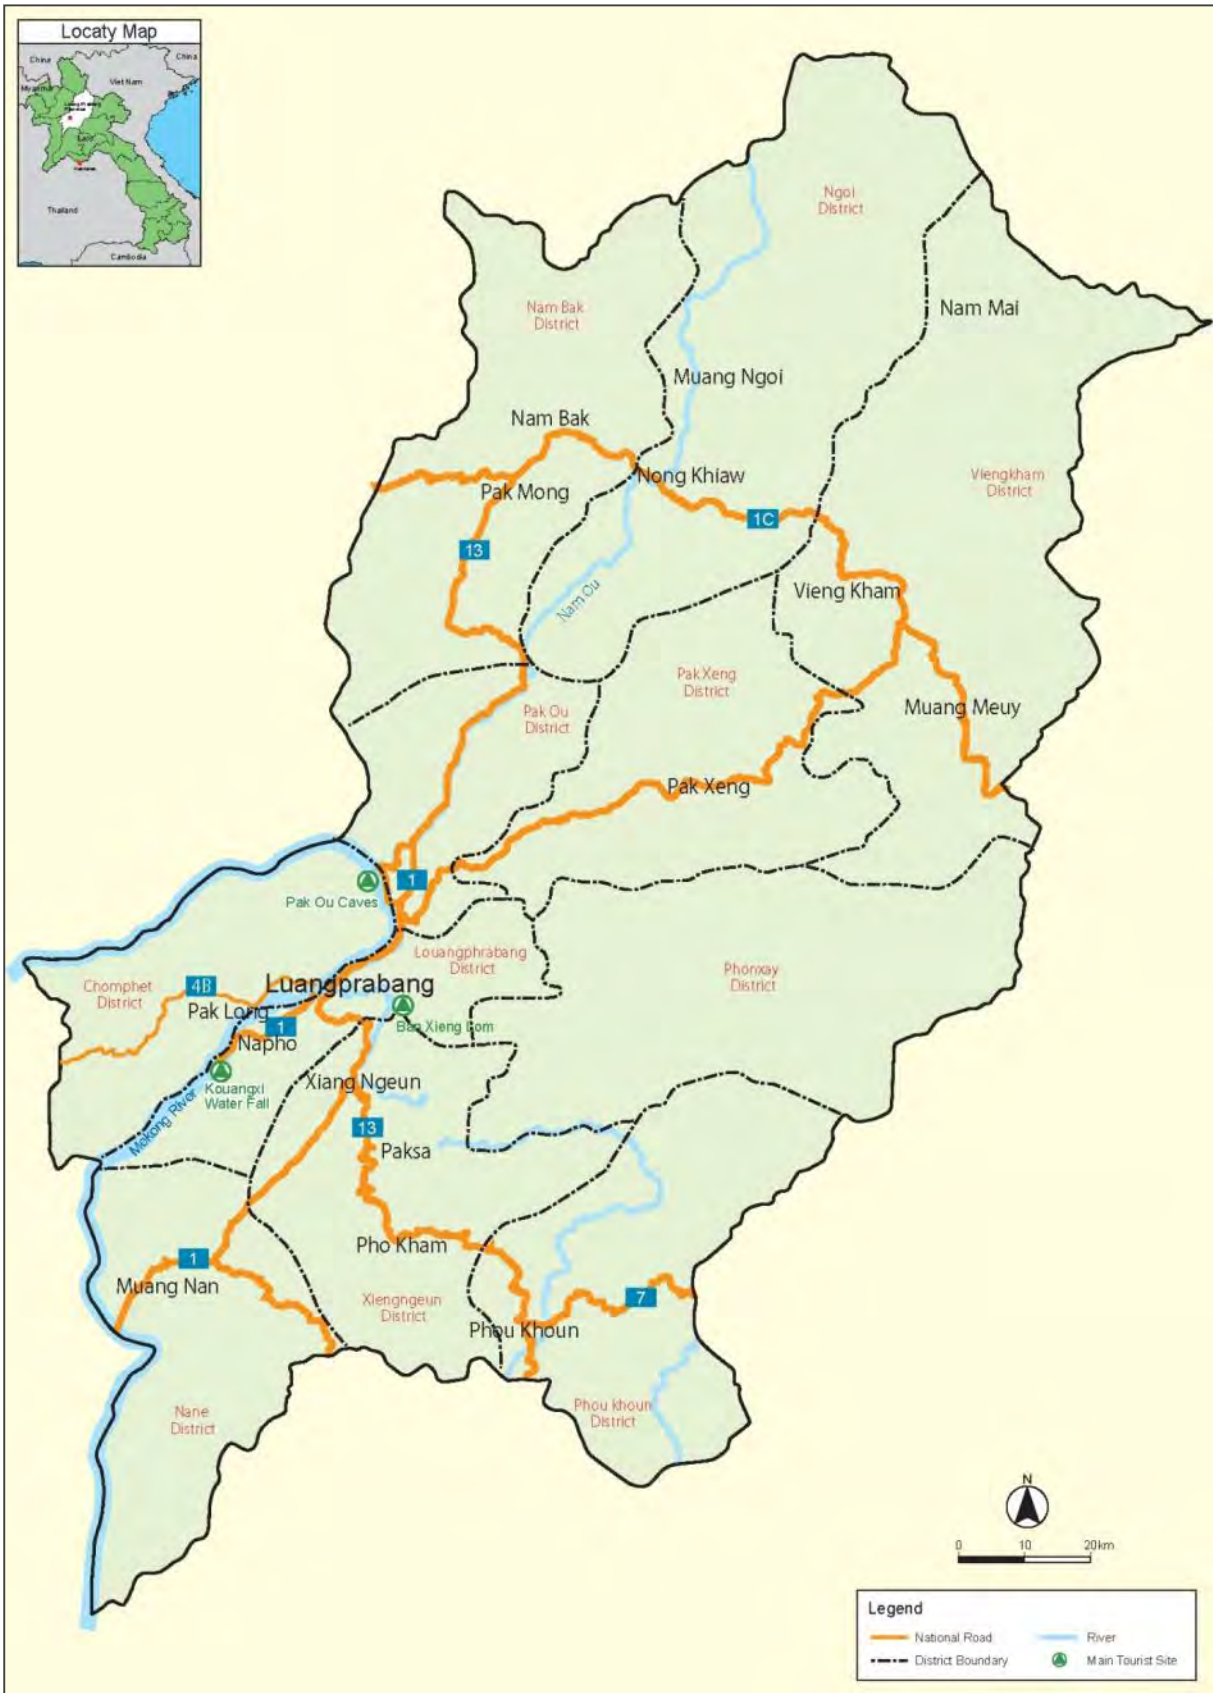 Locaty Map
China
China
Myanmar
Viet Nam
Laos
Thailand
Cambodia
Ngoi
District
Nam Bak
District
Nam Mai
Muang Ngoi
Nam Bak
Nong Khiaw
Pak Mong
Viengkham
District
1C
13
Vieng Kham
Nam Ou
Pak Xeng
District
Pak Ou
District
Muang Meuy
Pak Xeng
1
Pak Ou Caves
Louangphrabang
District
Phonxay
District
Chomphet
District
4B
Luangprabang
Pak Long
1
Ban Xieng Lom
Napho
Xiang Ngeun
Kouangxi
Water Fall
Mokong River
13
Paksa
Pho Kham
1
Muang Nan
Xiengngeun
District
7
Phou Khoun
Nane
District
Phou khoun
District
N
0 10 20km
Legend
National Road
River
District Boundary
Main Tourist Site